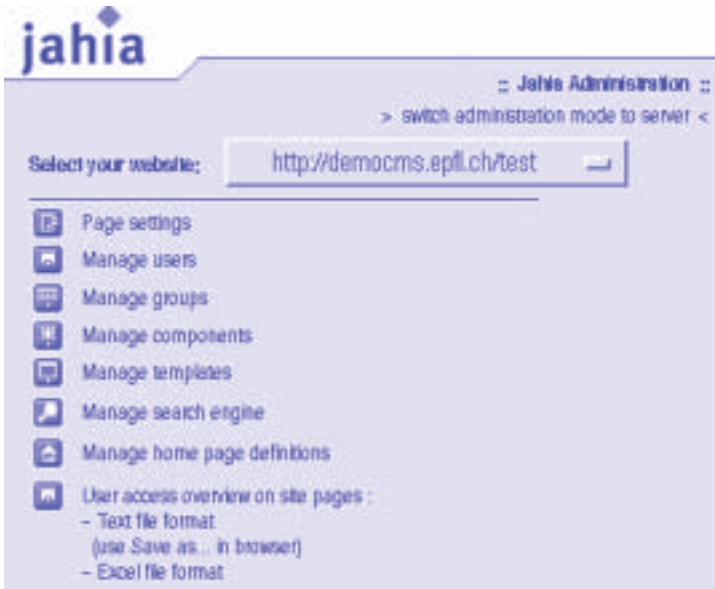 jahia
:: Jahia Administration ::
> switch administration mode to server <
Select your website: http://democms.epfl.ch/test
Page settings
Manage users
Manage groups
Manage components
Manage templates
Manage search engine
Manage home page definitions
User access overview on site pages :
– Text file format
(use Save as... in browser)
– Excel file format